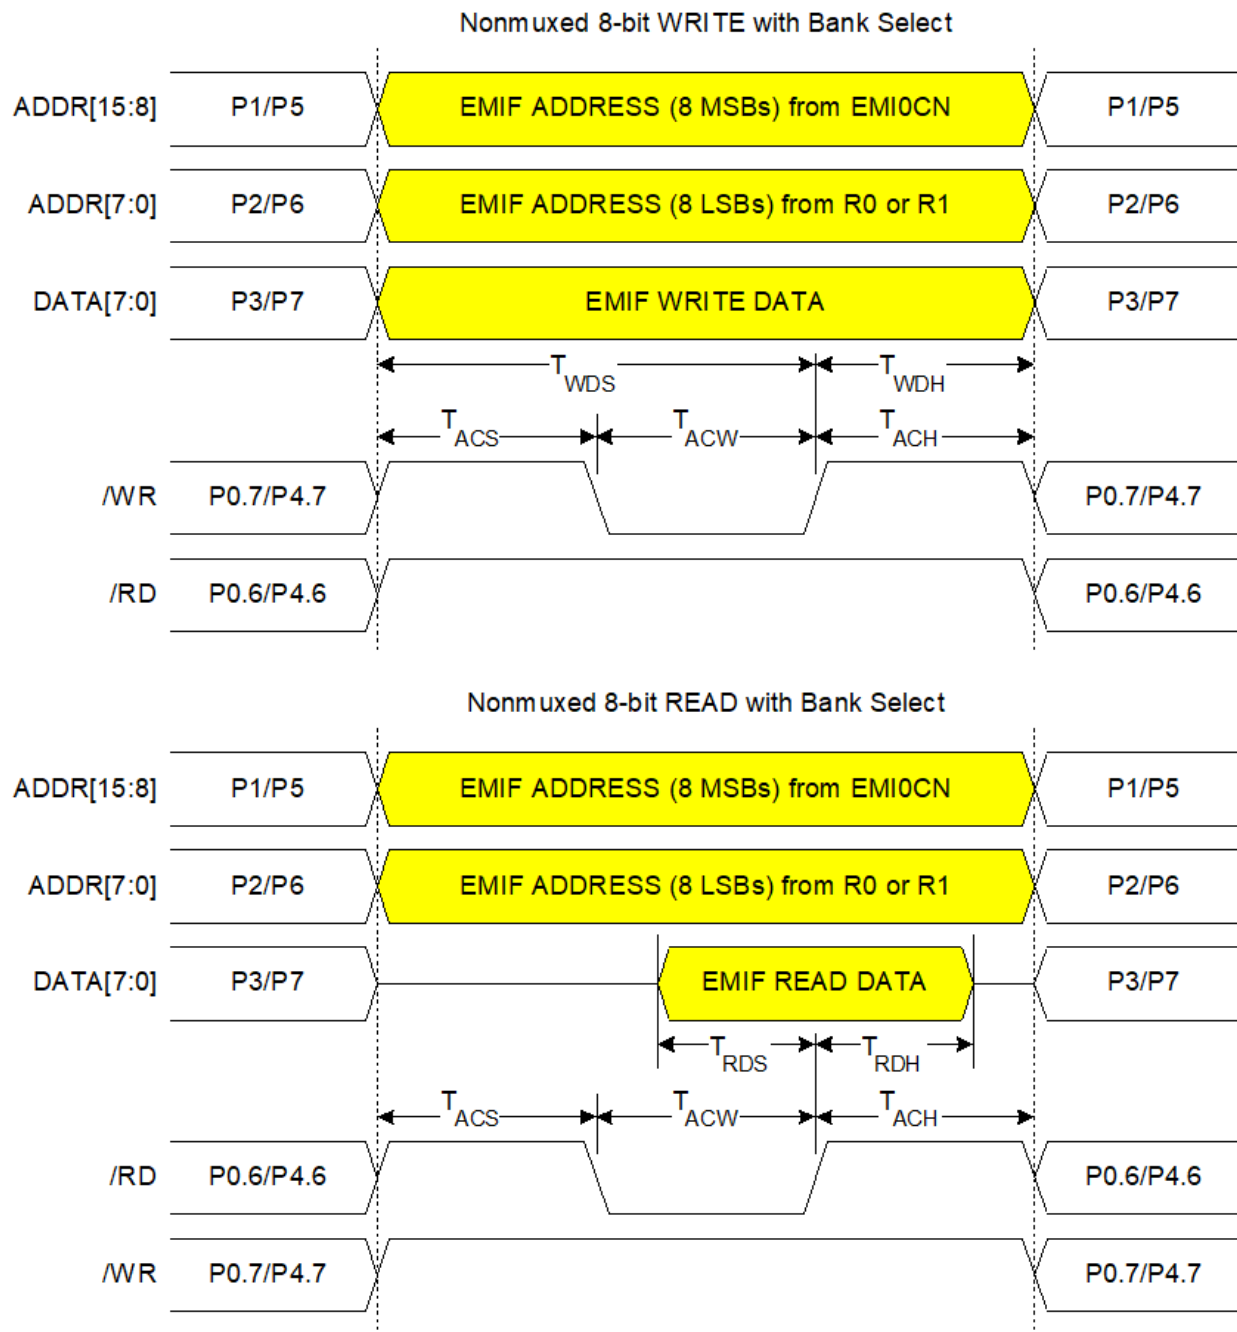 Nonmuxed 8-bit WRITE with Bank Select
ADDR[15:8] P1/P5 EMIF ADDRESS (8 MSBs) from EMI0CN P1/P5
ADDR[7:0] P2/P6 EMIF ADDRESS (8 LSBs) from R0 or R1 P2/P6
DATA[7:0] P3/P7 EMIF WRITE DATA P3/P7
TWDS TWDH
TACS TACW TACH
/WR P0.7/P4.7 P0.7/P4.7
/RD P0.6/P4.6 P0.6/P4.6
Nonmuxed 8-bit READ with Bank Select
ADDR[15:8] P1/P5 EMIF ADDRESS (8 MSBs) from EMI0CN P1/P5
ADDR[7:0] P2/P6 EMIF ADDRESS (8 LSBs) from R0 or R1 P2/P6
DATA[7:0] P3/P7 EMIF READ DATA P3/P7
TRDS TRDH
TACS TACW TACH
/RD P0.6/P4.6 P0.6/P4.6
/WR P0.7/P4.7 P0.7/P4.7